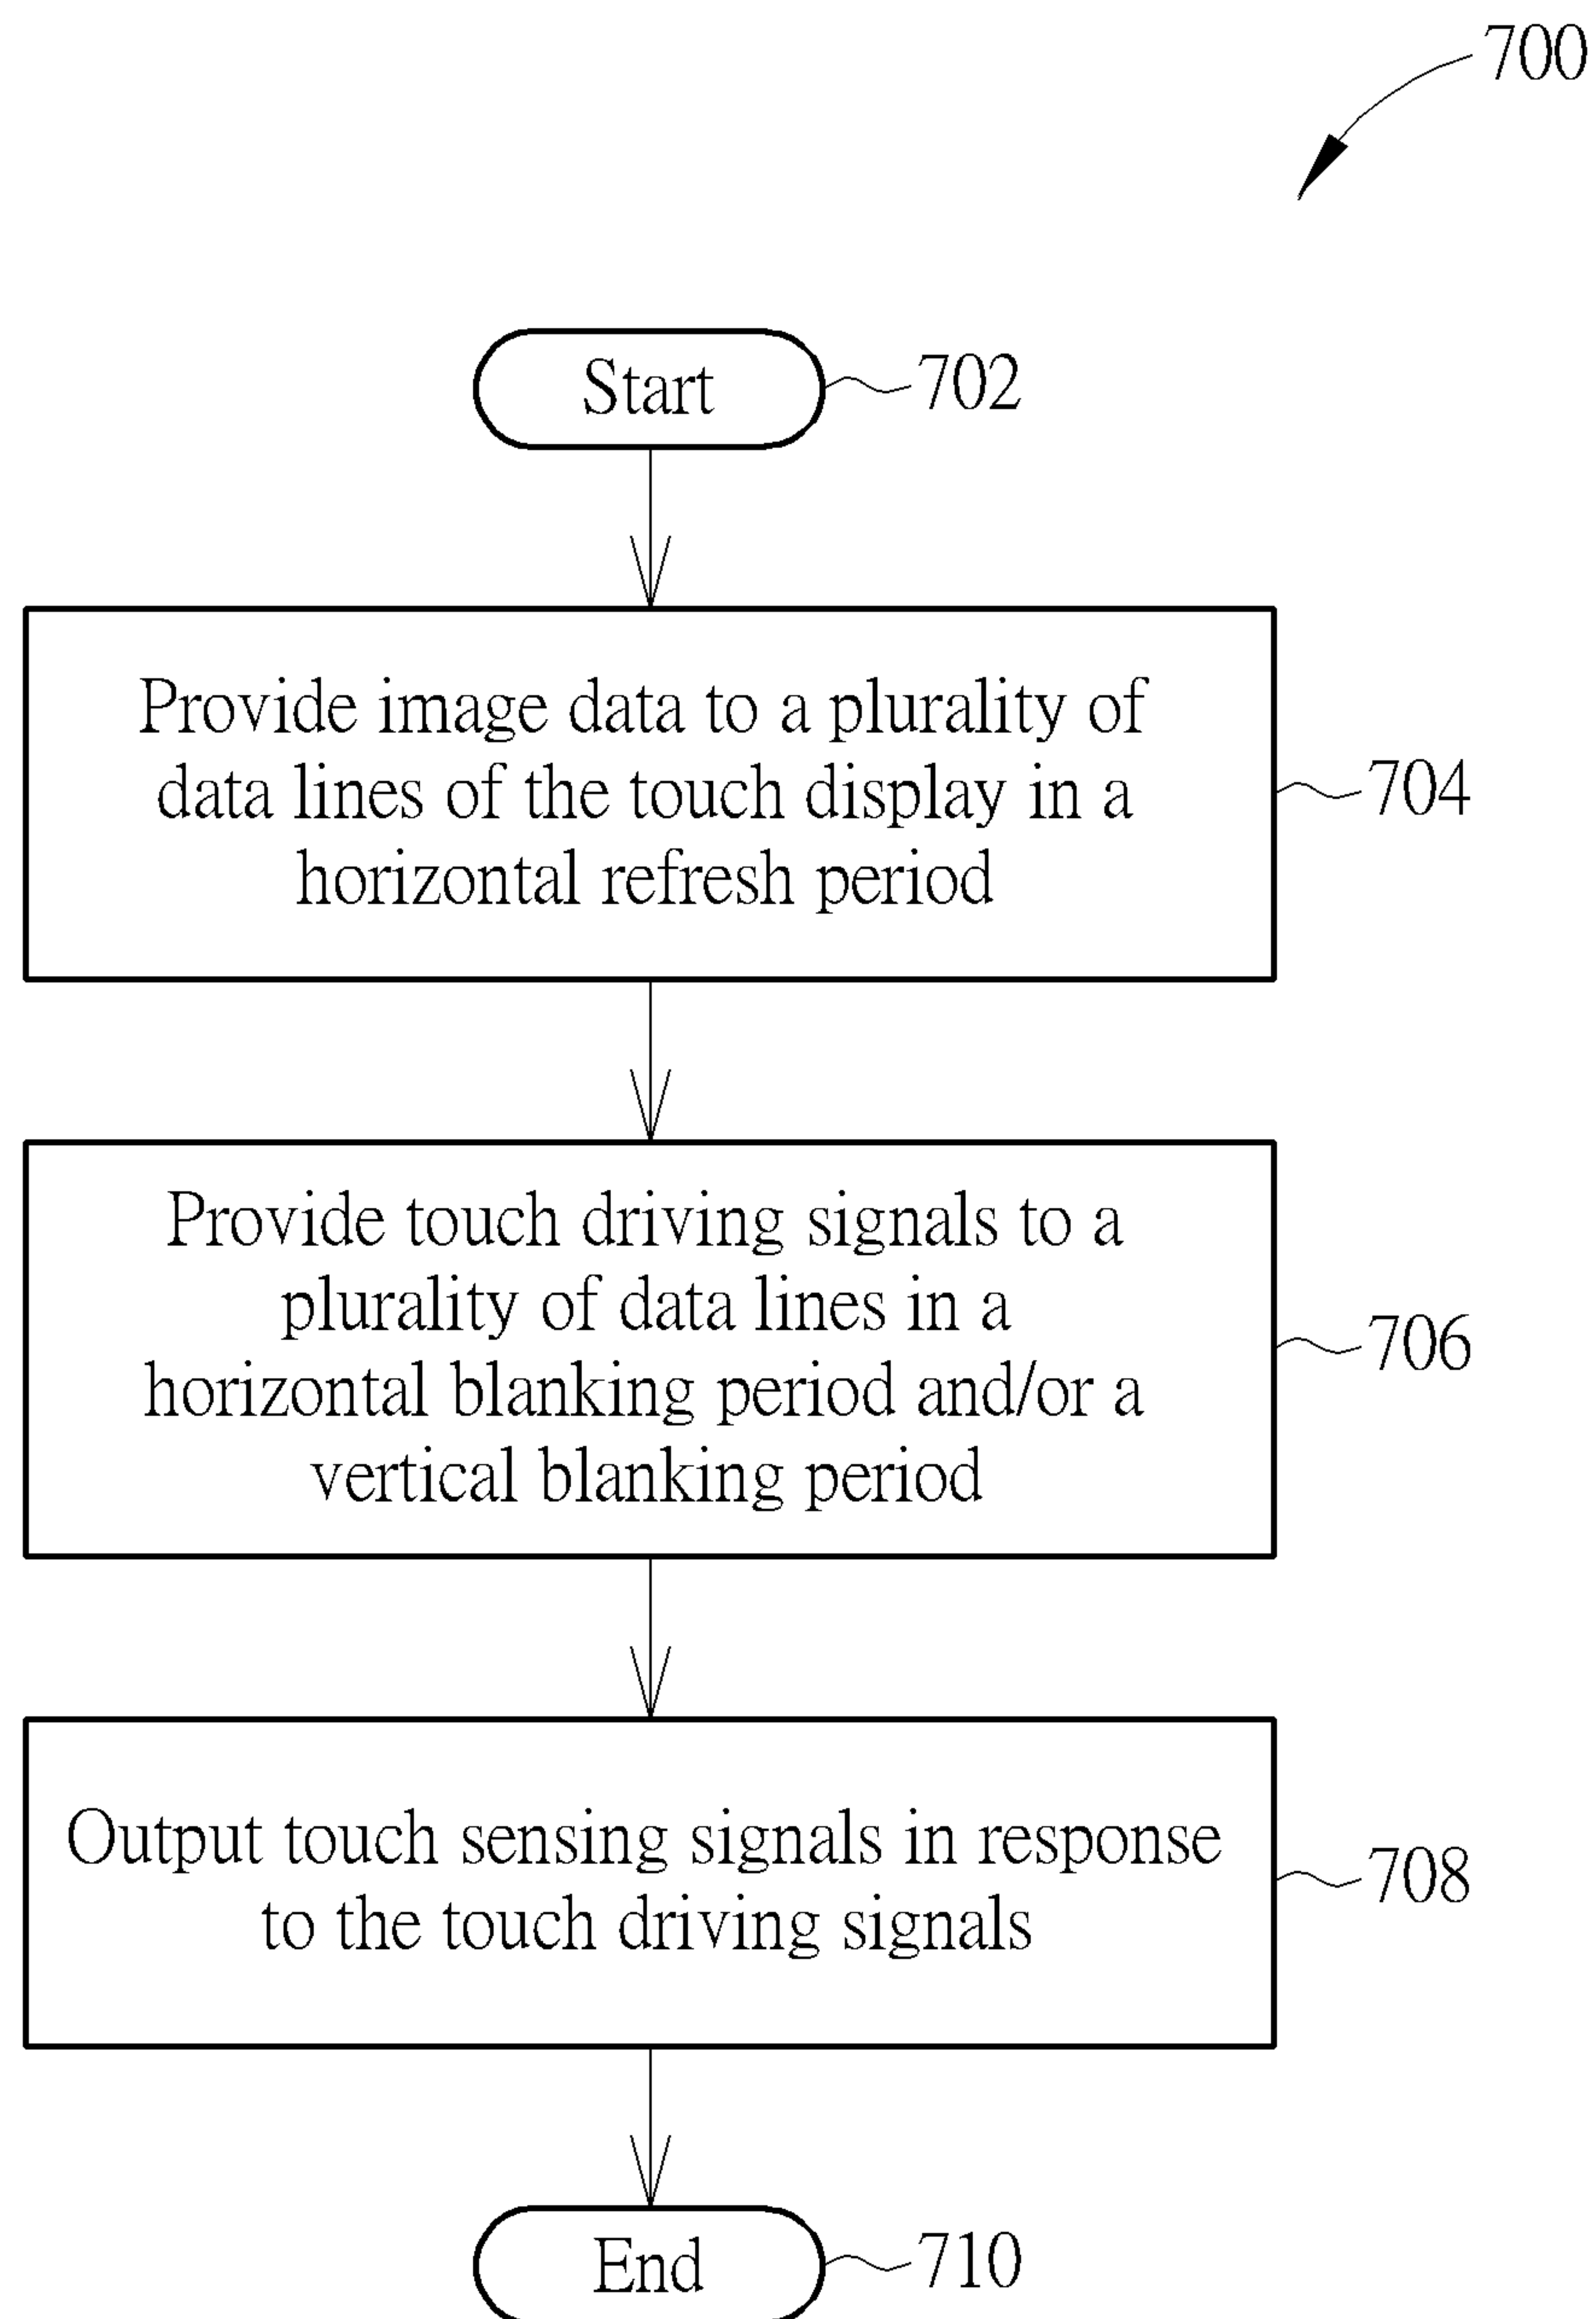 700
Start
702
Provide image data to a plurality of
data lines of the touch display in a
horizontal refresh period
704
Provide touch driving signals to a
plurality of data lines in a
horizontal blanking period and/or a
vertical blanking period
706
Output touch sensing signals in response
to the touch driving signals
708
End
710